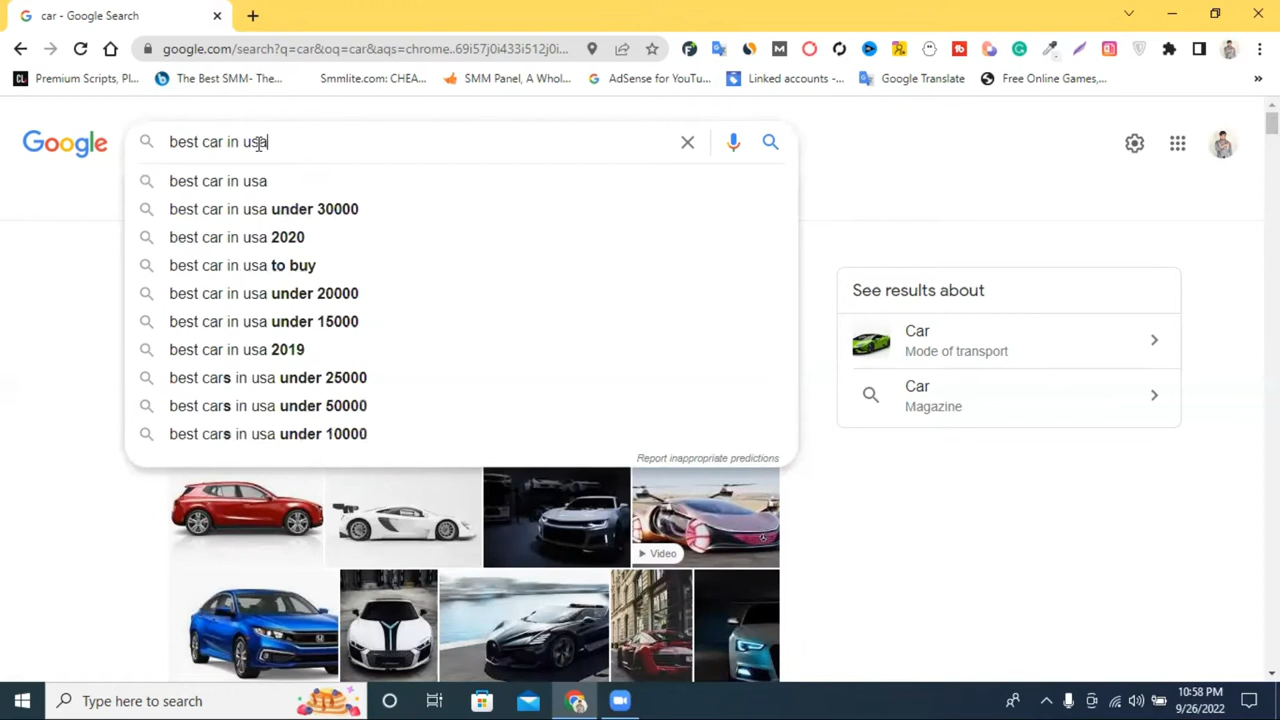 car - Google Search
google.com/search?q=car&oq=car&aqs=chrome..69i57j0i433i512j0i...
Premium Scripts, Pl...
The Best SMM- The...
Smmlite.com: CHEA...
SMM Panel, A Whol...
AdSense for YouTu...
Linked accounts -...
Google Translate
Free Online Games,...
Google
best car in usa
best car in usa
best car in usa under 30000
best car in usa 2020
best car in usa to buy
best car in usa under 20000
best car in usa under 15000
best car in usa 2019
best cars in usa under 25000
best cars in usa under 50000
best cars in usa under 10000
Report inappropriate predictions
See results about
Car
Mode of transport
Car
Magazine
Video
Type here to search
10:58 PM
9/26/2022